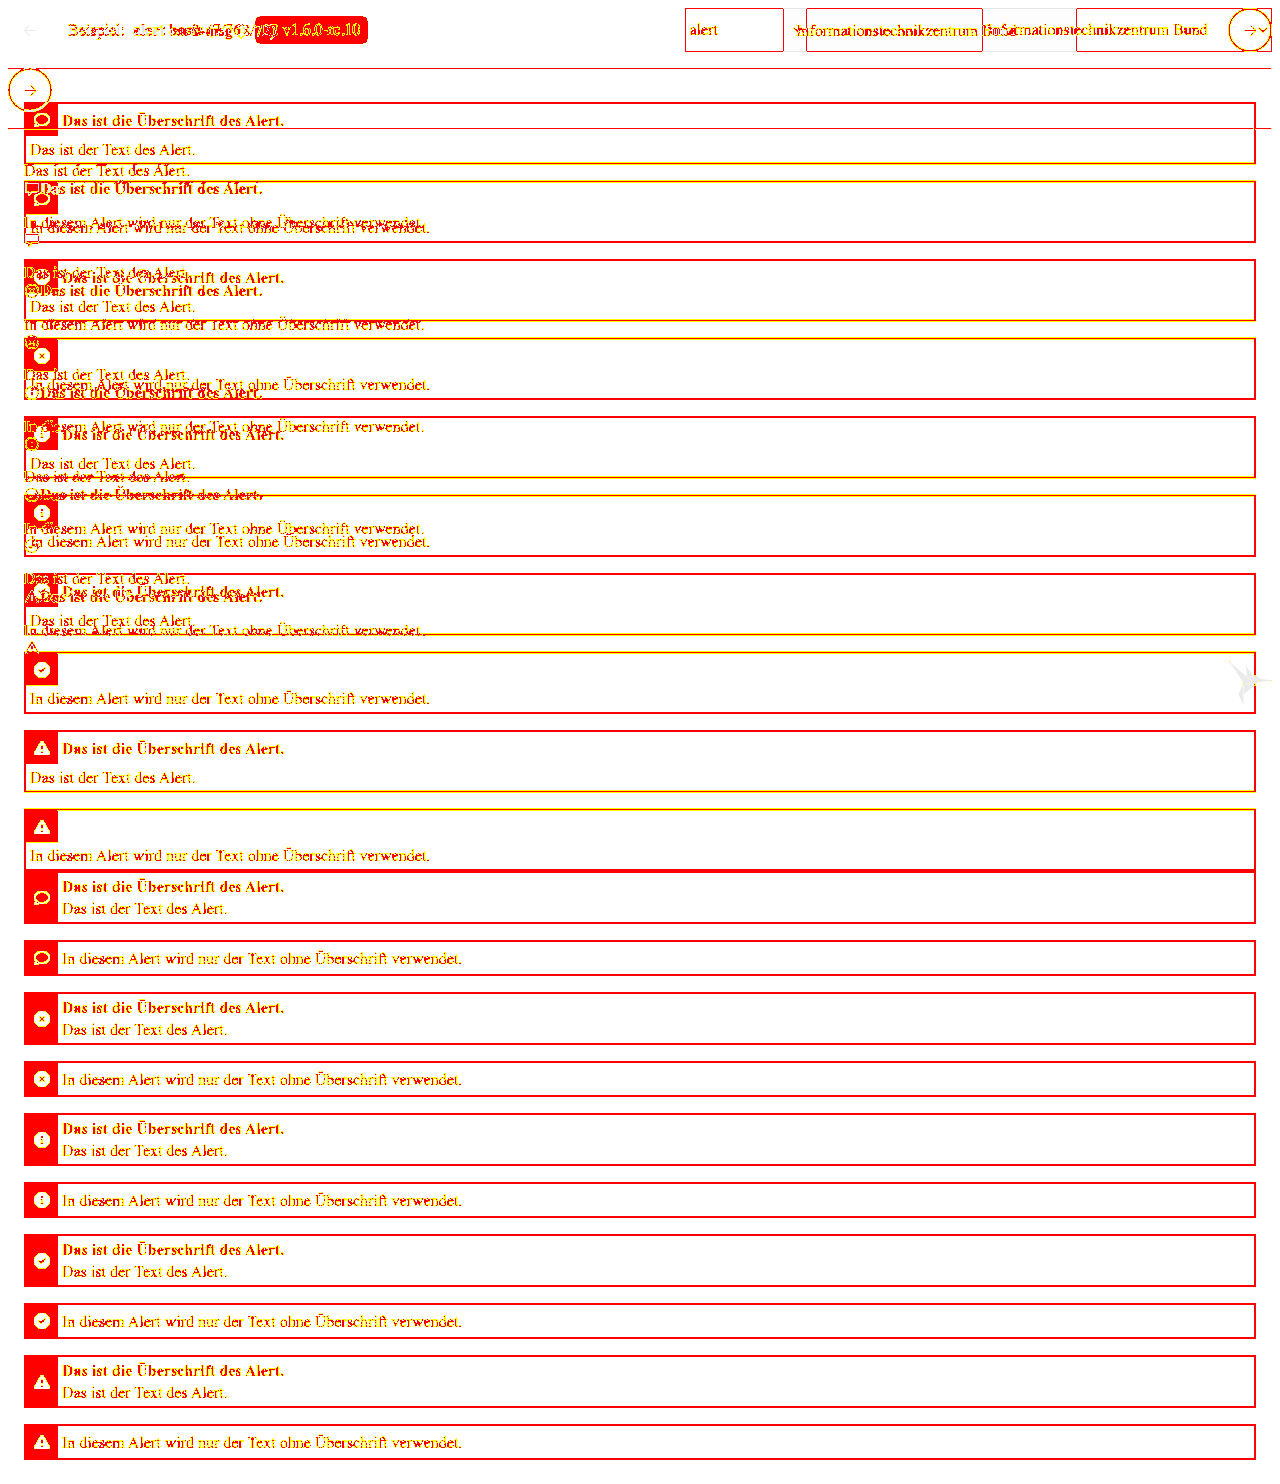 v1.6.0-rc.10
alert
Informationstechnikzentrum Bund
Das ist die Überschrift des Alert.
Das ist der Text des Alert.
Das ist der Text des Alert.
Das ist die Überschrift des Alert.
In diesem Alert wird nur der Text ohne Überschrift verwendet.
In diesem Alert wird nur der Text ohne Überschrift verwendet.
Das ist der Text des Alert.
Das ist die Überschrift des Alert.
Das ist die Überschrift des Alert.
Das ist der Text des Alert.
In diesem Alert wird nur der Text ohne Überschrift verwendet.
Das ist der Text des Alert.
In diesem Alert wird nur der Text ohne Überschrift verwendet.
Das ist die Überschrift des Alert.
In diesem Alert wird nur der Text ohne Überschrift verwendet.
Das ist die Überschrift des Alert.
Das ist der Text des Alert.
Das ist der Text des Alert.
Das ist die Überschrift des Alert.
In diesem Alert wird nur der Text ohne Überschrift verwendet.
In diesem Alert wird nur der Text ohne Überschrift verwendet.
Das ist der Text des Alert.
Das ist die Überschrift des Alert.
Das ist die Überschrift des Alert.
Das ist der Text des Alert.
In diesem Alert wird nur der Text ohne Überschrift verwendet.
In diesem Alert wird nur der Text ohne Überschrift verwendet.
Das ist die Überschrift des Alert.
Das ist der Text des Alert.
In diesem Alert wird nur der Text ohne Überschrift verwendet.
Das ist die Überschrift des Alert.
Das ist der Text des Alert.
In diesem Alert wird nur der Text ohne Überschrift verwendet.
Das ist die Überschrift des Alert.
Das ist der Text des Alert.
In diesem Alert wird nur der Text ohne Überschrift verwendet.
Das ist die Überschrift des Alert.
Das ist der Text des Alert.
In diesem Alert wird nur der Text ohne Überschrift verwendet.
Das ist die Überschrift des Alert.
Das ist der Text des Alert.
In diesem Alert wird nur der Text ohne Überschrift verwendet.
Das ist die Überschrift des Alert.
Das ist der Text des Alert.
In diesem Alert wird nur der Text ohne Überschrift verwendet.